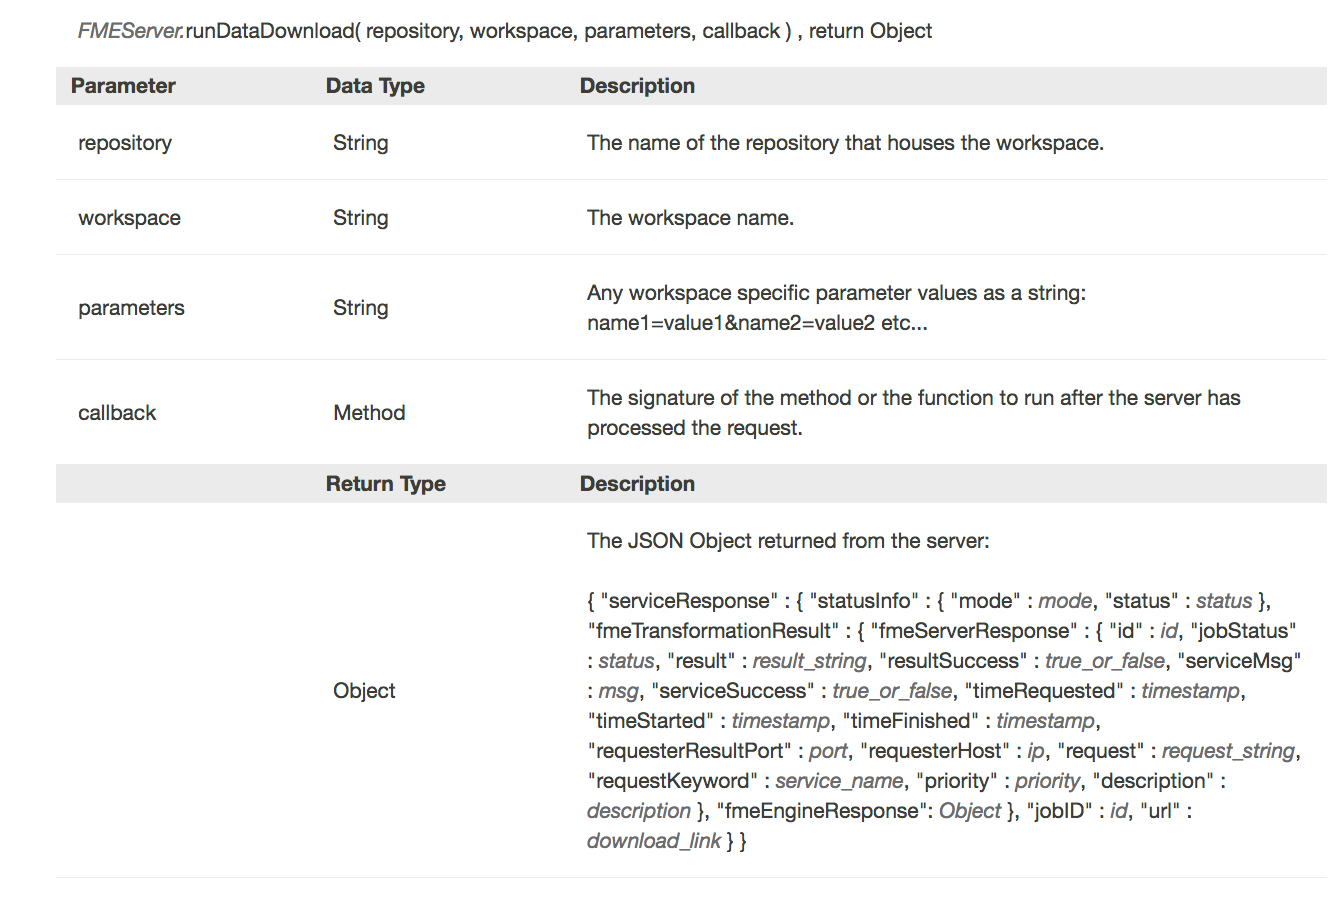 FMEServer.runDataDownload( repository, workspace, parameters, callback ) , return Object
Parameter Data Type Description
repository String The name of the repository that houses the workspace.
workspace String The workspace name.
parameters String Any workspace specific parameter values as a string:
name1=value1&name2=value2 etc...
callback Method The signature of the method or the function to run after the server has
processed the request.
Return Type Description
Object The JSON Object returned from the server:
{ "serviceResponse" : { "statusInfo" : { "mode" : mode, "status" : status },
"fmeTransformationResult" : { "fmeServerResponse" : { "id" : id, "jobStatus"
: status, "result" : result_string, "resultSuccess" : true_or_false, "serviceMsg"
: msg, "serviceSuccess" : true_or_false, "timeRequested" : timestamp,
"timeStarted" : timestamp, "timeFinished" : timestamp,
"requesterResultPort" : port, "requesterHost" : ip, "request" : request_string,
"requestKeyword" : service_name, "priority" : priority, "description" :
description }, "fmeEngineResponse": Object }, "jobID" : id, "url" :
download_link } }